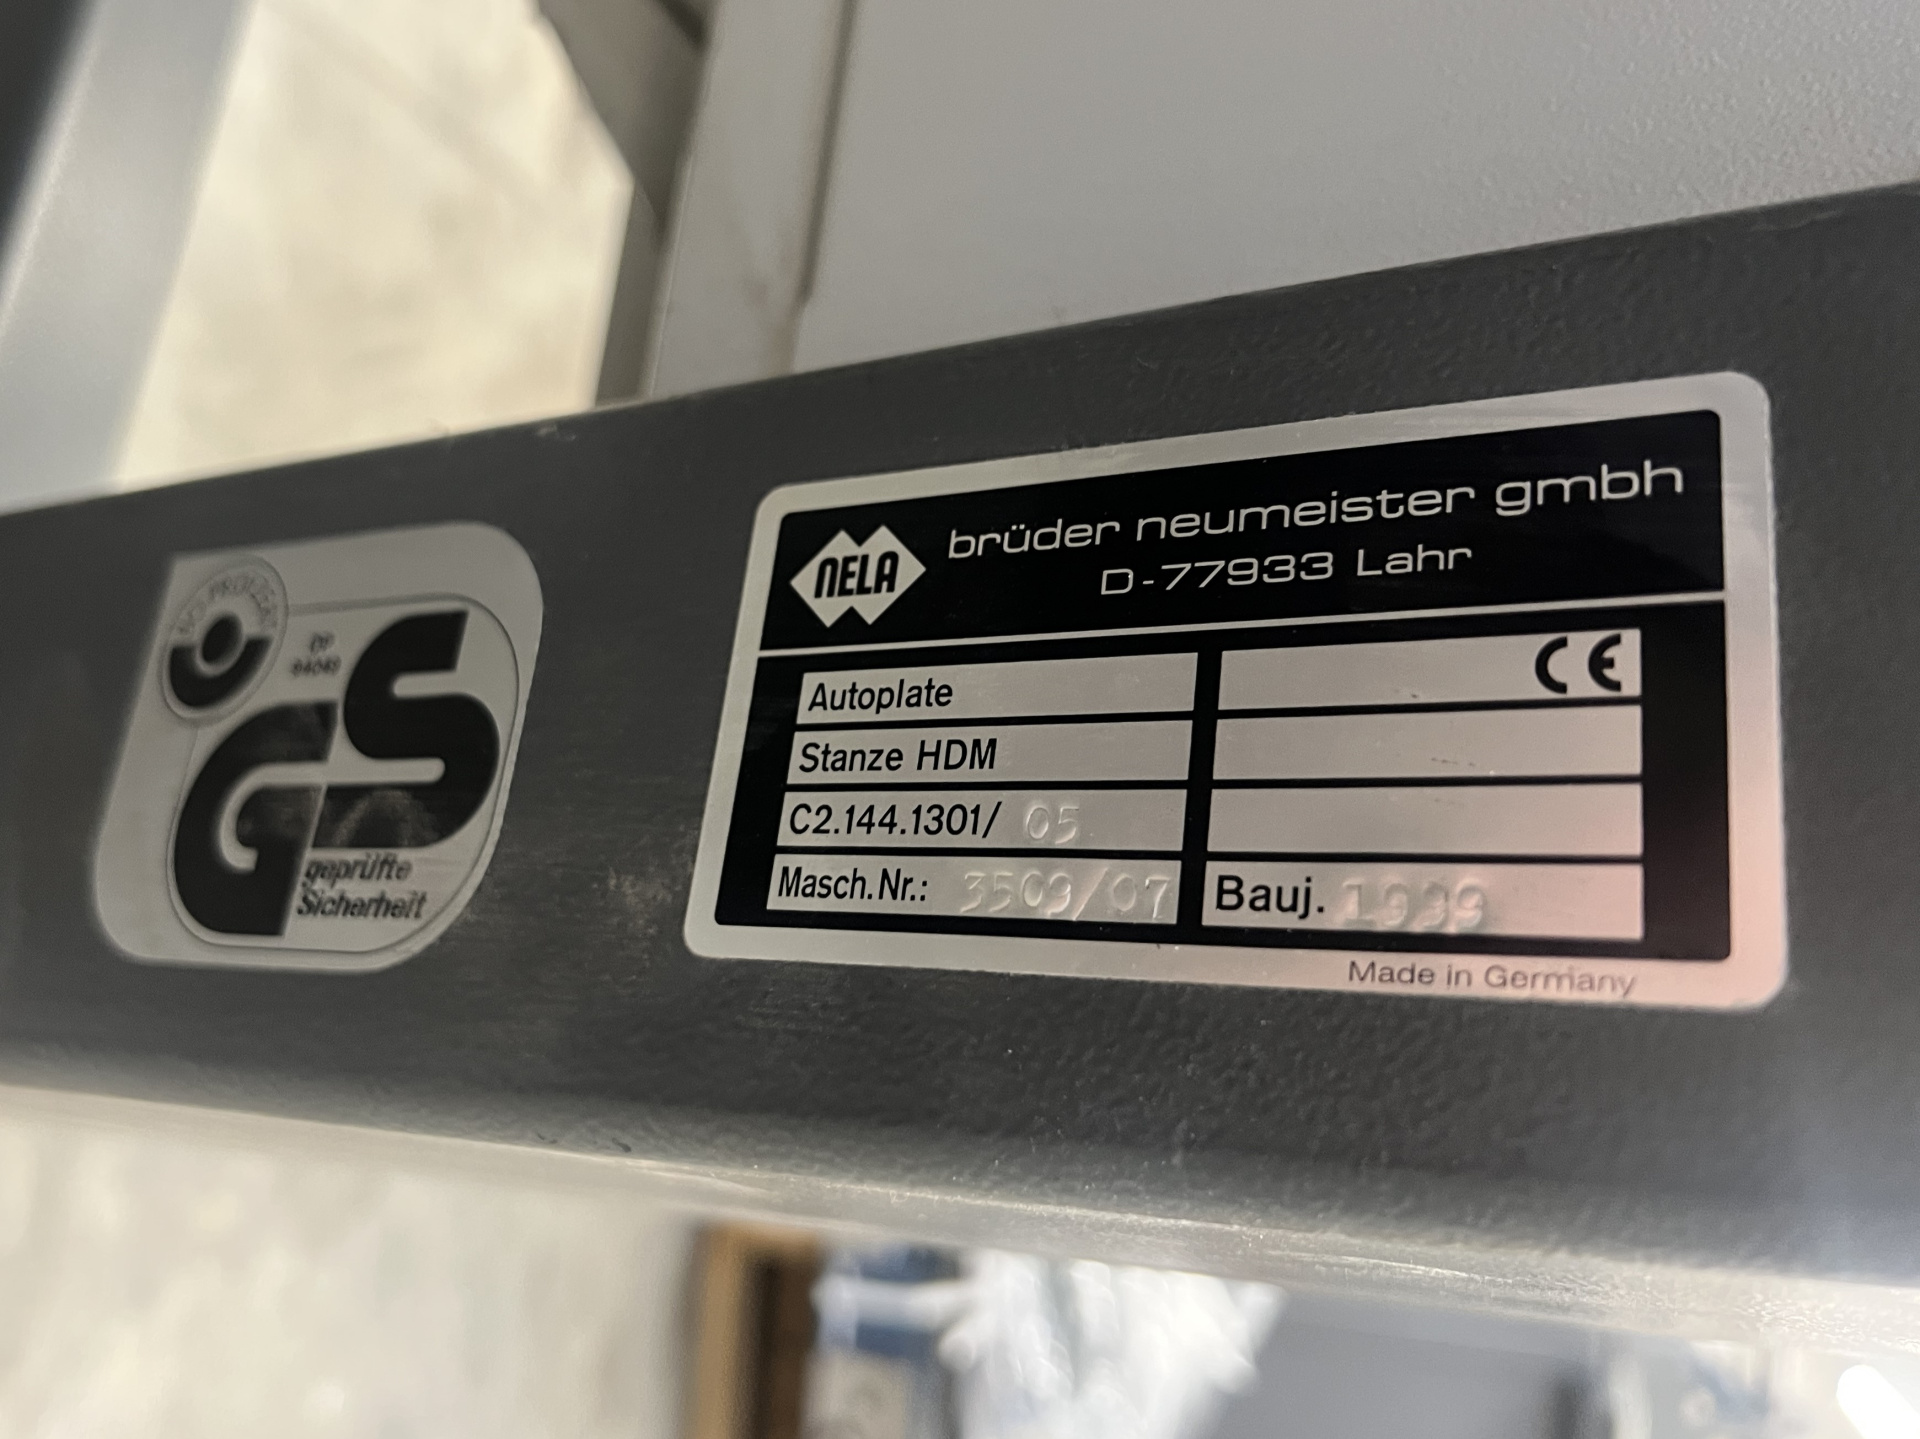 NELA
brüder neumeister gmbh
D-77933 Lahr
Autoplate
CE
Stanze HDM
C2.144.1301/ 05
Masch.Nr.: 3509/07
Bauj. 1999
Made in Germany
GS
geprüfte
Sicherheit